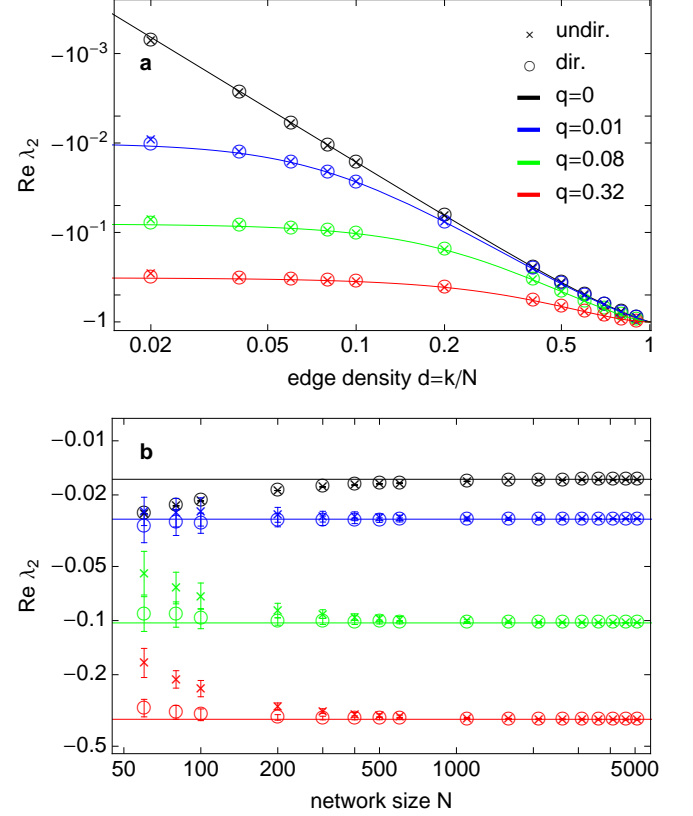 a
× undir.
○ dir.
q=0
q=0.01
q=0.08
q=0.32
Re λ₂
−10⁻³
−10⁻²
−10⁻¹
−1
0.02 0.05 0.1 0.2 0.5 1
edge density d=k/N
b
Re λ₂
−0.01
−0.02
−0.05
−0.1
−0.2
−0.5
50 100 200 500 1000 5000
network size N